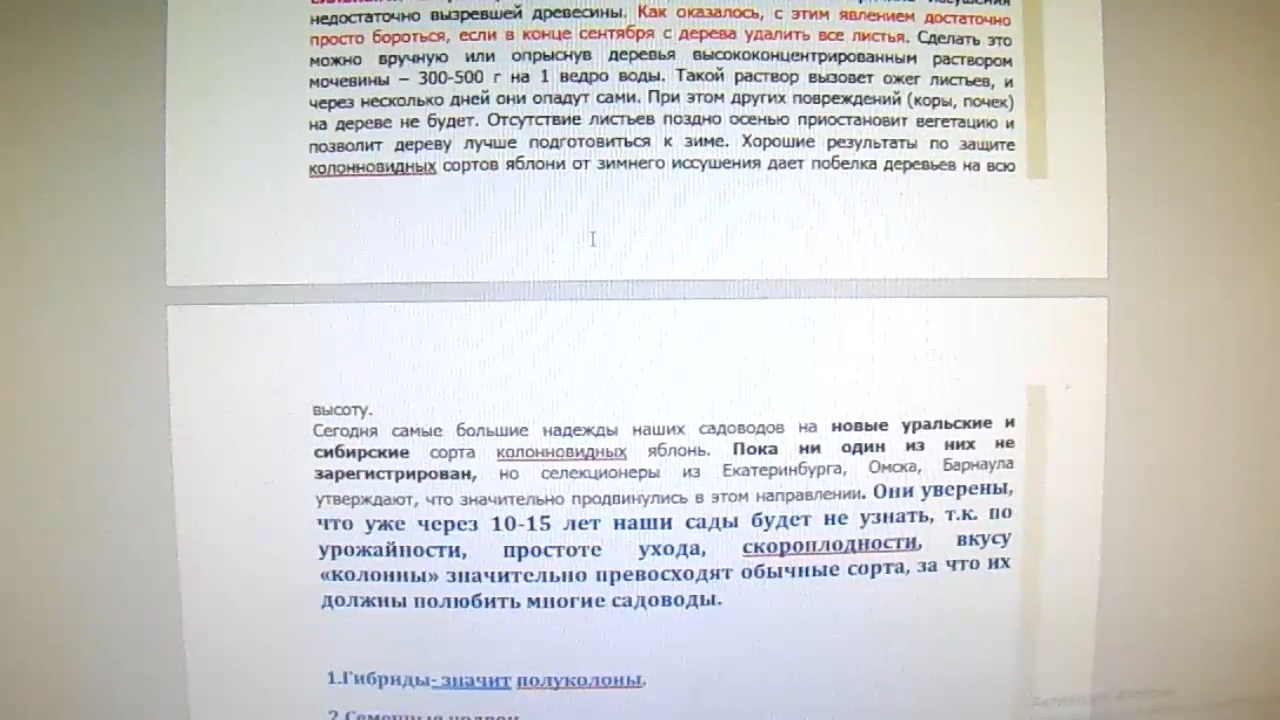 недостаточно вызревшей древесины. Как оказалось, с этим явлением достаточно
просто бороться, если в конце сентября с дерева удалить все листья. Сделать это
можно вручную или опрыснув деревья высококонцентрированным раствором
мочевины – 300-500 г на 1 ведро воды. Такой раствор вызовет ожег листьев, и
через несколько дней они опадут сами. При этом других повреждений (коры, почек)
на дереве не будет. Отсутствие листьев поздно осенью приостановит вегетацию и
позволит дереву лучше подготовиться к зиме. Хорошие результаты по защите
колонновидных сортов яблони от зимнего иссушения дает побелка деревьев на всю
высоту.
Сегодня самые большие надежды наших садоводов на новые уральские и
сибирские сорта колонновидных яблонь. Пока ни один из них не
зарегистрирован, но селекционеры из Екатеринбурга, Омска, Барнаула
утверждают, что значительно продвинулись в этом направлении. Они уверены,
что уже через 10-15 лет наши сады будет не узнать, т.к. по
урожайности, простоте ухода, скороплодности, вкусу
«колонны» значительно превосходят обычные сорта, за что их
должны полюбить многие садоводы.
1.Гибриды- значит полуколоны.